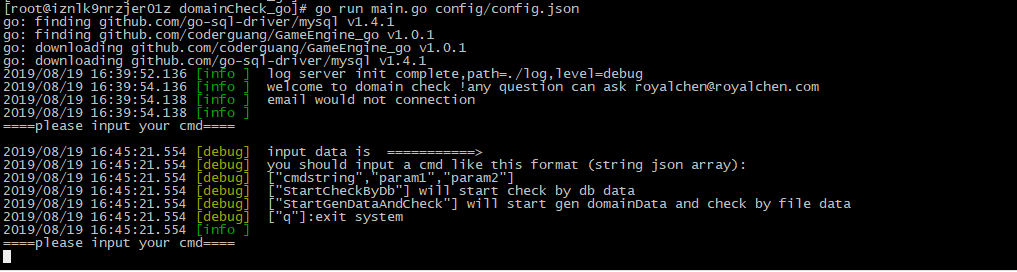 [root@iznlk9nrzjer01z domainCheck_go]# go run main.go config/config.json
go: finding github.com/go-sql-driver/mysql v1.4.1
go: finding github.com/coderguang/GameEngine_go v1.0.1
go: downloading github.com/coderguang/GameEngine_go v1.0.1
go: downloading github.com/go-sql-driver/mysql v1.4.1
2019/08/19 16:39:52.136 [info ]  log server init complete,path=./log,level=debug
2019/08/19 16:39:54.136 [info ]  welcome to domain check !any question can ask royalchen@royalchen.com
2019/08/19 16:39:54.138 [info ]  email would not connection
2019/08/19 16:39:54.138 [info ]
====please input your cmd====
2019/08/19 16:45:21.554 [debug]  input data is  ===========>
2019/08/19 16:45:21.554 [debug]  you should input a cmd like this format (string json array):
2019/08/19 16:45:21.554 [debug]  ["cmdstring","param1","param2"]
2019/08/19 16:45:21.554 [debug]  ["StartCheckByDb"] will start check by db data
2019/08/19 16:45:21.554 [debug]  ["StartGenDataAndCheck"] will start gen domainData and check by file data
2019/08/19 16:45:21.554 [debug]  ["q"]:exit system
2019/08/19 16:45:21.554 [info ]
====please input your cmd====